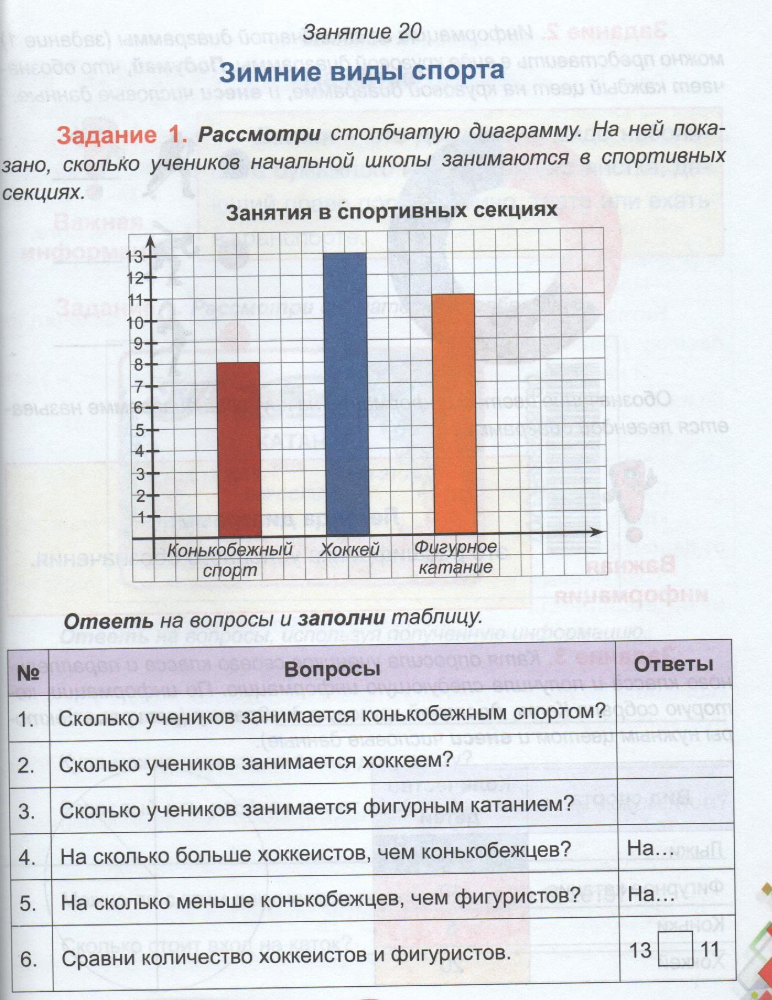 Занятие 20
Зимние виды спорта
Задание 1. Рассмотри столбчатую диаграмму. На ней пока-
зано, сколько учеников начальной школы занимаются в спортивных
секциях.
Занятия в спортивных секциях
13
12
11
10
9
8
7
6
5
4
3
2
1
Конькобежный спорт
Хоккей
Фигурное катание
Ответь на вопросы и заполни таблицу.
№ Вопросы Ответы
1. Сколько учеников занимается конькобежным спортом?
2. Сколько учеников занимается хоккеем?
3. Сколько учеников занимается фигурным катанием?
4. На сколько больше хоккеистов, чем конькобежцев? На...
5. На сколько меньше конькобежцев, чем фигуристов? На...
6. Сравни количество хоккеистов и фигуристов. 13 11